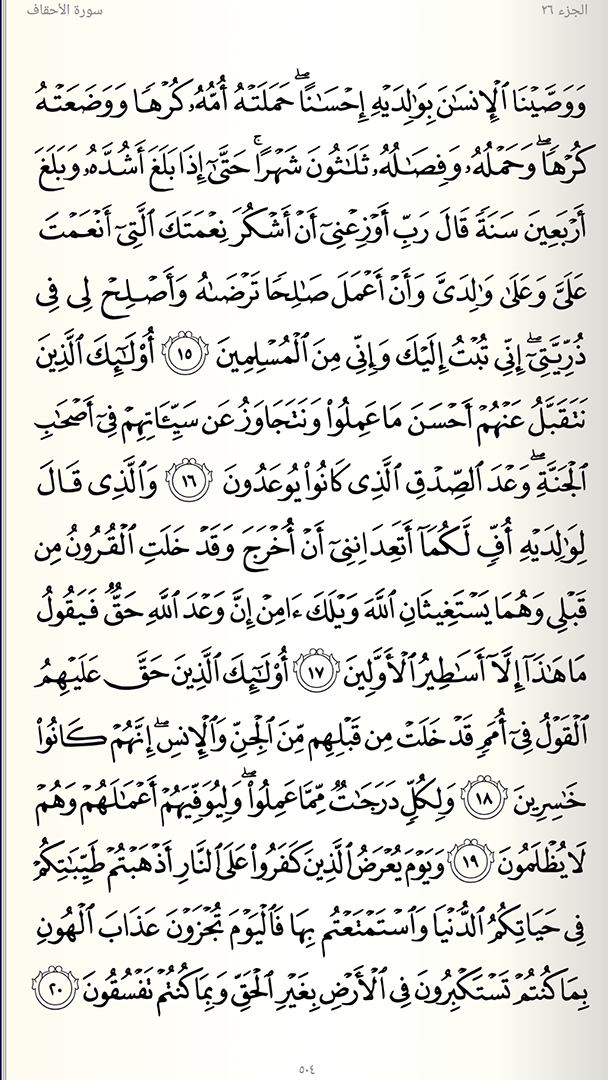 الجزء ٢٦
سورة الأحقاف
وَوَصَّيْنَا ٱلْإِنسَٰنَ بِوَٰلِدَيْهِ إِحْسَٰنًا ۖ حَمَلَتْهُ أُمُّهُۥ كُرْهًا وَوَضَعَتْهُ
كُرْهًا ۖ وَحَمْلُهُۥ وَفِصَٰلُهُۥ ثَلَٰثُونَ شَهْرًا ۚ حَتَّىٰٓ إِذَا بَلَغَ أَشُدَّهُۥ وَبَلَغَ
أَرْبَعِينَ سَنَةً قَالَ رَبِّ أَوْزِعْنِىٓ أَنْ أَشْكُرَ نِعْمَتَكَ ٱلَّتِىٓ أَنْعَمْتَ
عَلَىَّ وَعَلَىٰ وَٰلِدَىَّ وَأَنْ أَعْمَلَ صَٰلِحًا تَرْضَىٰهُ وَأَصْلِحْ لِى فِى
ذُرِّيَّتِىٓ ۖ إِنِّى تُبْتُ إِلَيْكَ وَإِنِّى مِنَ ٱلْمُسْلِمِينَ ١٥ أُو۟لَٰٓئِكَ ٱلَّذِينَ
نَتَقَبَّلُ عَنْهُمْ أَحْسَنَ مَا عَمِلُوا۟ وَنَتَجَاوَزُ عَن سَيِّـَٔاتِهِمْ فِىٓ أَصْحَٰبِ
ٱلْجَنَّةِ ۖ وَعْدَ ٱلصِّدْقِ ٱلَّذِى كَانُوا۟ يُوعَدُونَ ١٦ وَٱلَّذِى قَالَ
لِوَٰلِدَيْهِ أُفٍّ لَّكُمَآ أَتَعِدَانِنِىٓ أَنْ أُخْرَجَ وَقَدْ خَلَتِ ٱلْقُرُونُ مِن
قَبْلِى وَهُمَا يَسْتَغِيثَانِ ٱللَّهَ وَيْلَكَ ءَامِنْ إِنَّ وَعْدَ ٱللَّهِ حَقٌّ فَيَقُولُ
مَا هَٰذَآ إِلَّآ أَسَٰطِيرُ ٱلْأَوَّلِينَ ١٧ أُو۟لَٰٓئِكَ ٱلَّذِينَ حَقَّ عَلَيْهِمُ
ٱلْقَوْلُ فِىٓ أُمَمٍ قَدْ خَلَتْ مِن قَبْلِهِم مِّنَ ٱلْجِنِّ وَٱلْإِنسِ ۖ إِنَّهُمْ كَانُوا۟
خَٰسِرِينَ ١٨ وَلِكُلٍّ دَرَجَٰتٌ مِّمَّا عَمِلُوا۟ ۖ وَلِيُوَفِّيَهُمْ أَعْمَٰلَهُمْ وَهُمْ
لَا يُظْلَمُونَ ١٩ وَيَوْمَ يُعْرَضُ ٱلَّذِينَ كَفَرُوا۟ عَلَى ٱلنَّارِ أَذْهَبْتُمْ طَيِّبَٰتِكُمْ
فِى حَيَاتِكُمُ ٱلدُّنْيَا وَٱسْتَمْتَعْتُم بِهَا فَٱلْيَوْمَ تُجْزَوْنَ عَذَابَ ٱلْهُونِ
بِمَا كُنتُمْ تَسْتَكْبِرُونَ فِى ٱلْأَرْضِ بِغَيْرِ ٱلْحَقِّ وَبِمَا كُنتُمْ تَفْسُقُونَ ٢٠
٥٠٤